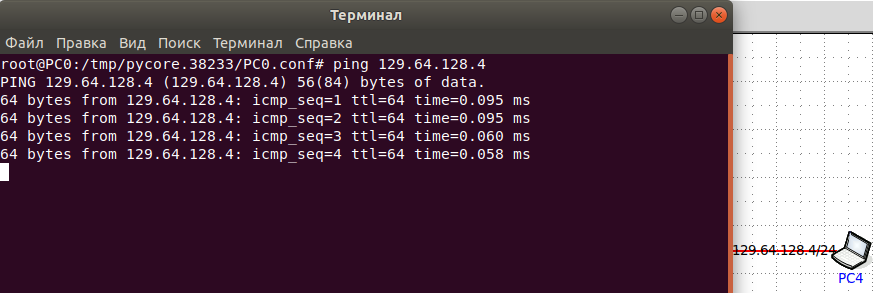 Терминал
Файл Правка Вид Поиск Терминал Справка
root@PC0:/tmp/pycore.38233/PC0.conf# ping 129.64.128.4
PING 129.64.128.4 (129.64.128.4) 56(84) bytes of data.
64 bytes from 129.64.128.4: icmp_seq=1 ttl=64 time=0.095 ms
64 bytes from 129.64.128.4: icmp_seq=2 ttl=64 time=0.095 ms
64 bytes from 129.64.128.4: icmp_seq=3 ttl=64 time=0.060 ms
64 bytes from 129.64.128.4: icmp_seq=4 ttl=64 time=0.058 ms
129.64.128.4/24
PC4